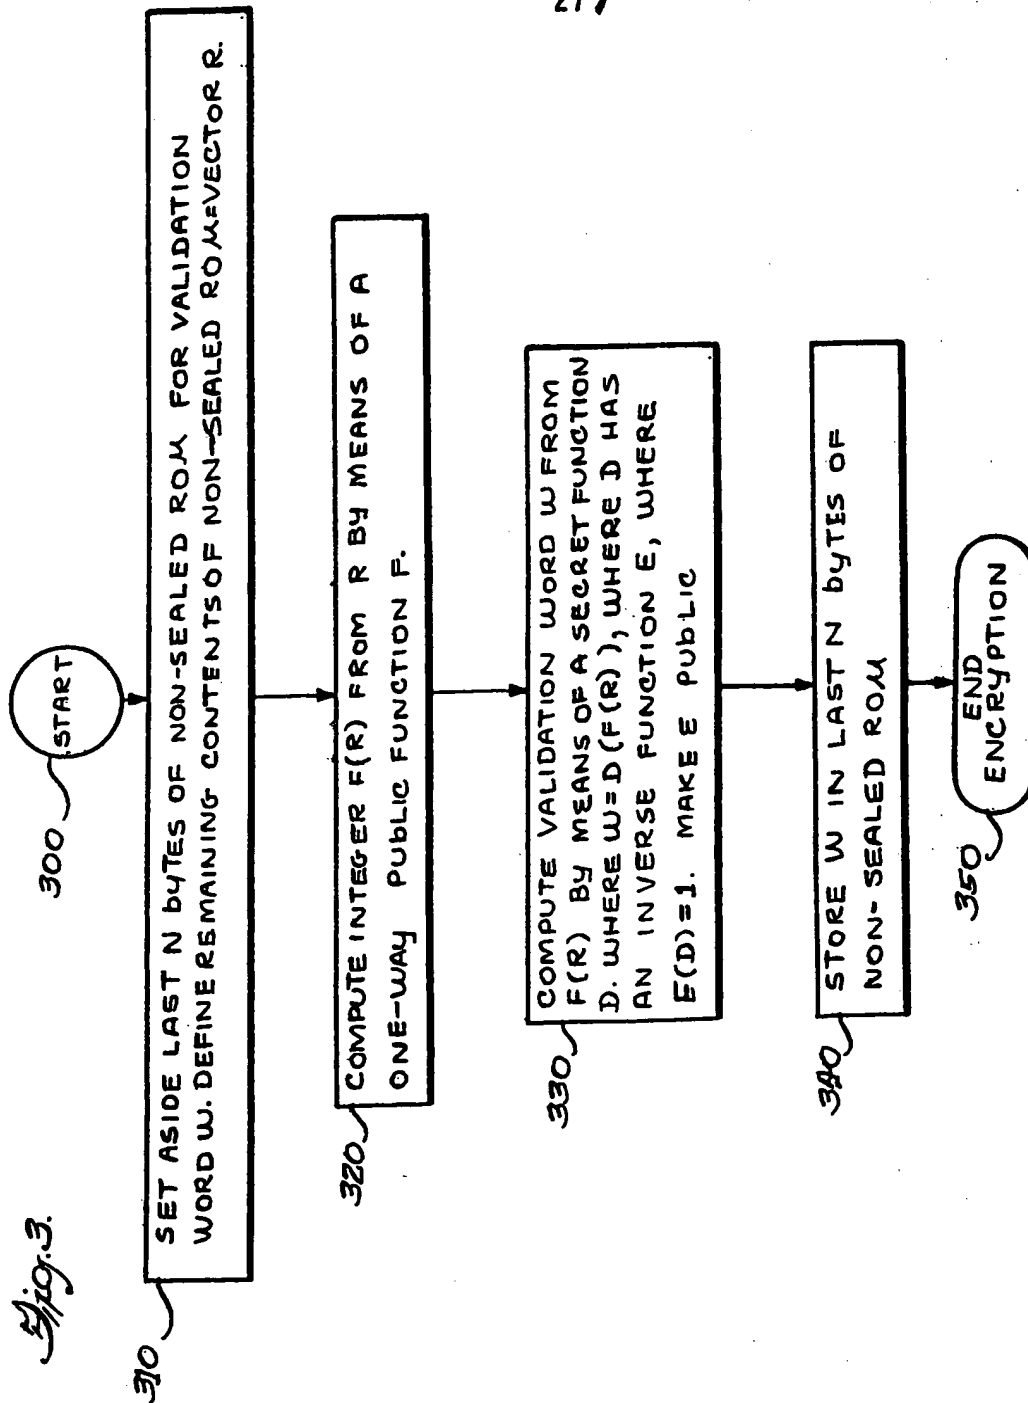 Fig. 3.
300
START
310
SET ASIDE LAST N bYTES OF NON-SEALED ROM FOR VALIDATION
WORD W. DEFINE REMAINING CONTENTS OF NON-SEALED ROM=VECTOR R.
320
COMPUTE INTEGER F(R) FROM R BY MEANS OF A
ONE-WAY PUBLIC FUNCTION F.
330
COMPUTE VALIDATION WORD W FROM
F(R) BY MEANS OF A SECRET FUNCTION
D. WHERE W=D(F(R)), WHERE D HAS
AN INVERSE FUNCTION E, WHERE
E(D)=1. MAKE E PUBLIC
340
STORE W IN LAST N bYTES OF
NON-SEALED ROM
350
END
ENCRYPTION